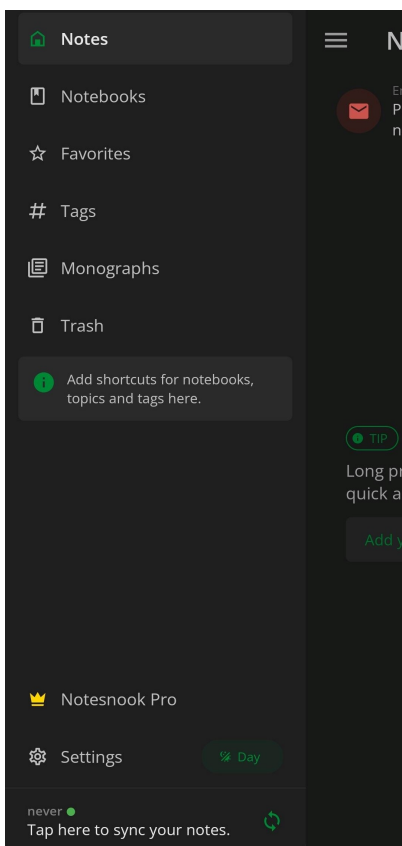 Notes
Notebooks
Favorites
Tags
Monographs
Trash
Add shortcuts for notebooks,
topics and tags here.
TIP
Long
quick
Add
Notesnook Pro
Settings
Day
never
Tap here to sync your notes.